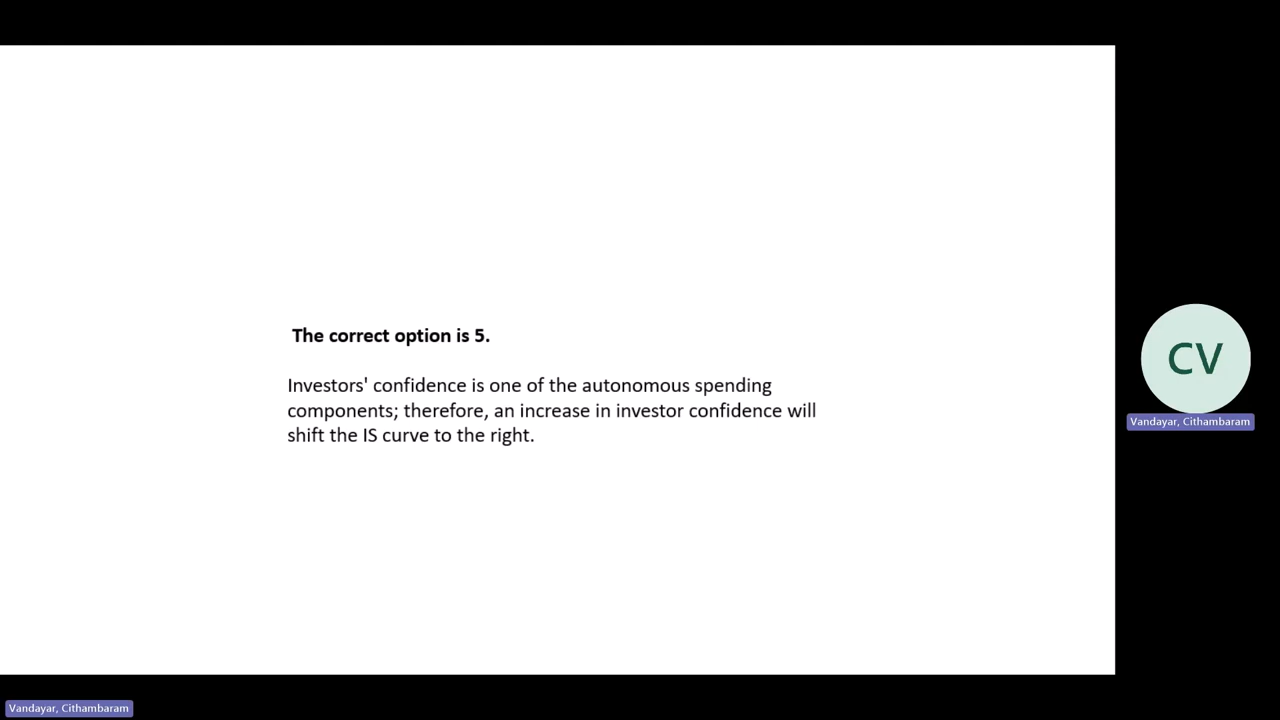 The correct option is 5.
Investors' confidence is one of the autonomous spending
components; therefore, an increase in investor confidence will
shift the IS curve to the right.
CV
Vandayar, Cithambaram
Vandayar, Cithambaram